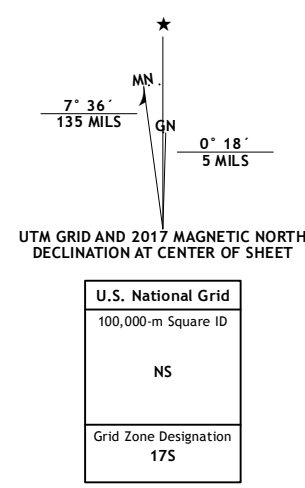 ★
MN
7° 36´
135 MILS
GN
0° 18´
5 MILS
UTM GRID AND 2017 MAGNETIC NORTH
DECLINATION AT CENTER OF SHEET
U.S. National Grid
100,000-m Square ID
NS
Grid Zone Designation
17S